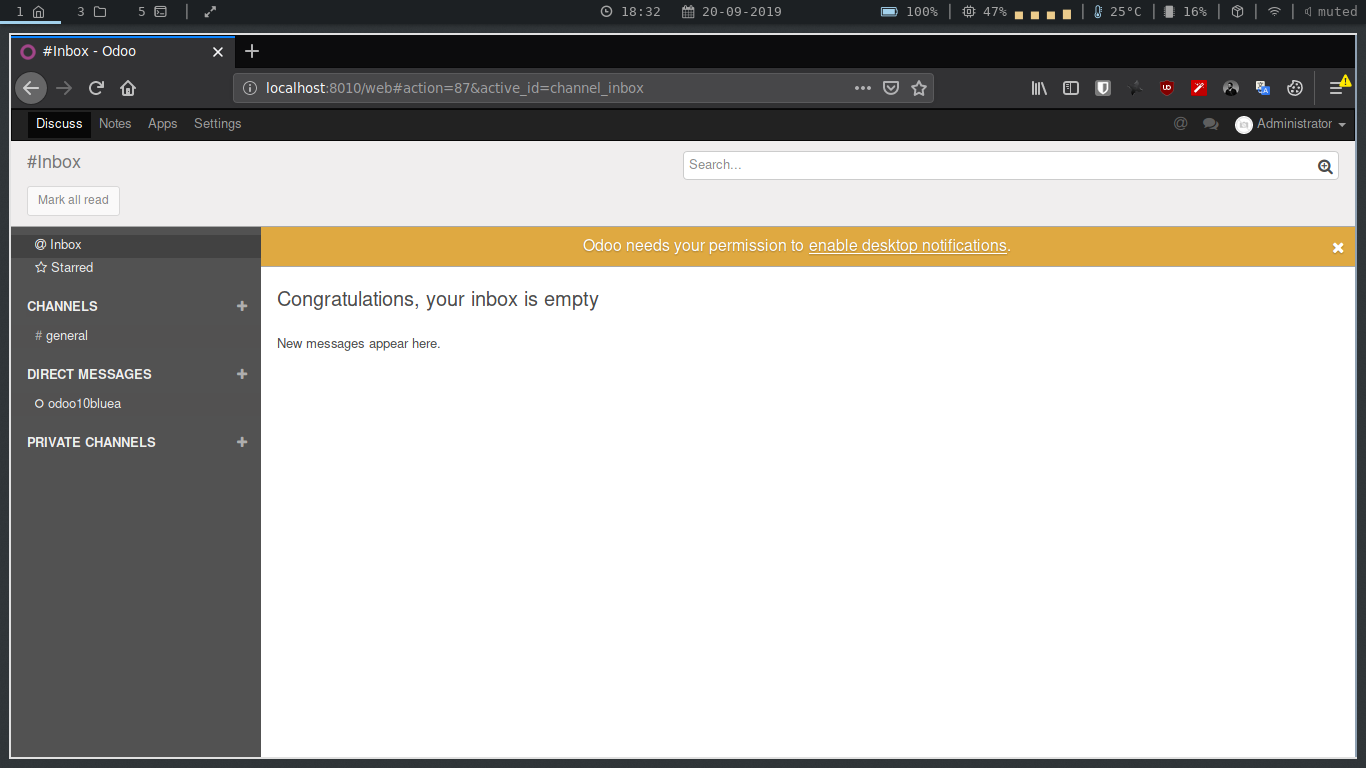 1 3 5 | 18:32 20-09-2019 100% | 47% | 25°C | 16% | | | muted
#Inbox - Odoo
localhost:8010/web#action=87&active_id=channel_inbox
Discuss Notes Apps Settings @ Administrator
#Inbox
Search...
Mark all read
@ Inbox
Starred
CHANNELS
# general
DIRECT MESSAGES
odoo10bluea
PRIVATE CHANNELS
Odoo needs your permission to enable desktop notifications.
Congratulations, your inbox is empty
New messages appear here.